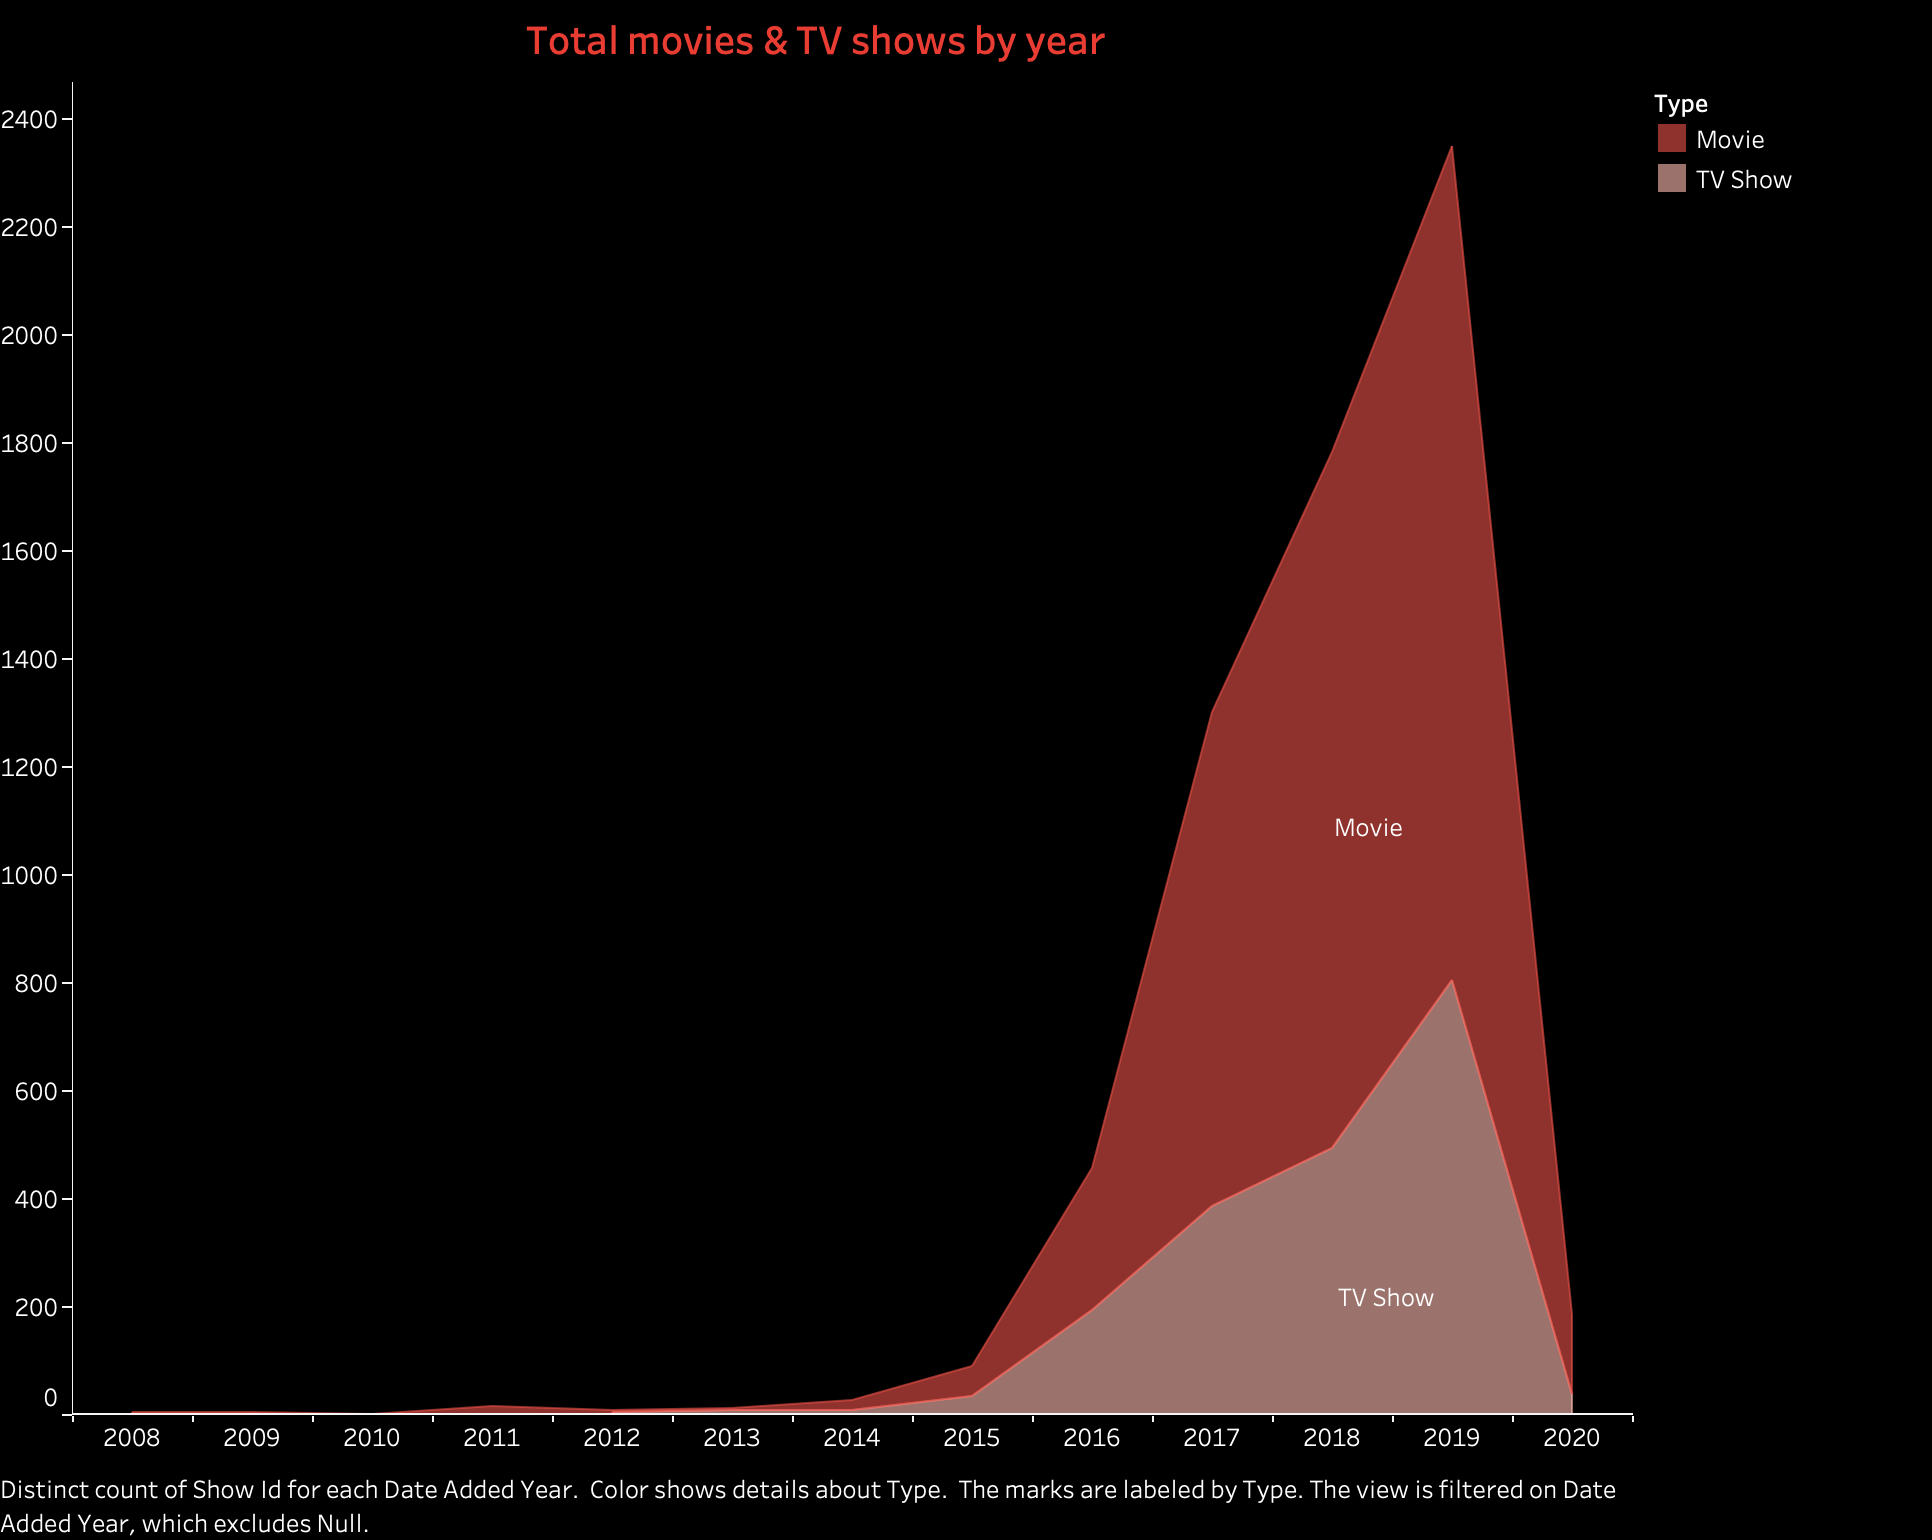 Total movies & TV shows by year
Type
Movie
TV Show
2400
2200
2000
1800
1600
1400
1200
1000
800
600
400
200
0
Movie
TV Show
2008 2009 2010 2011 2012 2013 2014 2015 2016 2017 2018 2019 2020
Distinct count of Show Id for each Date Added Year.  Color shows details about Type.  The marks are labeled by Type. The view is filtered on Date
Added Year, which excludes Null.